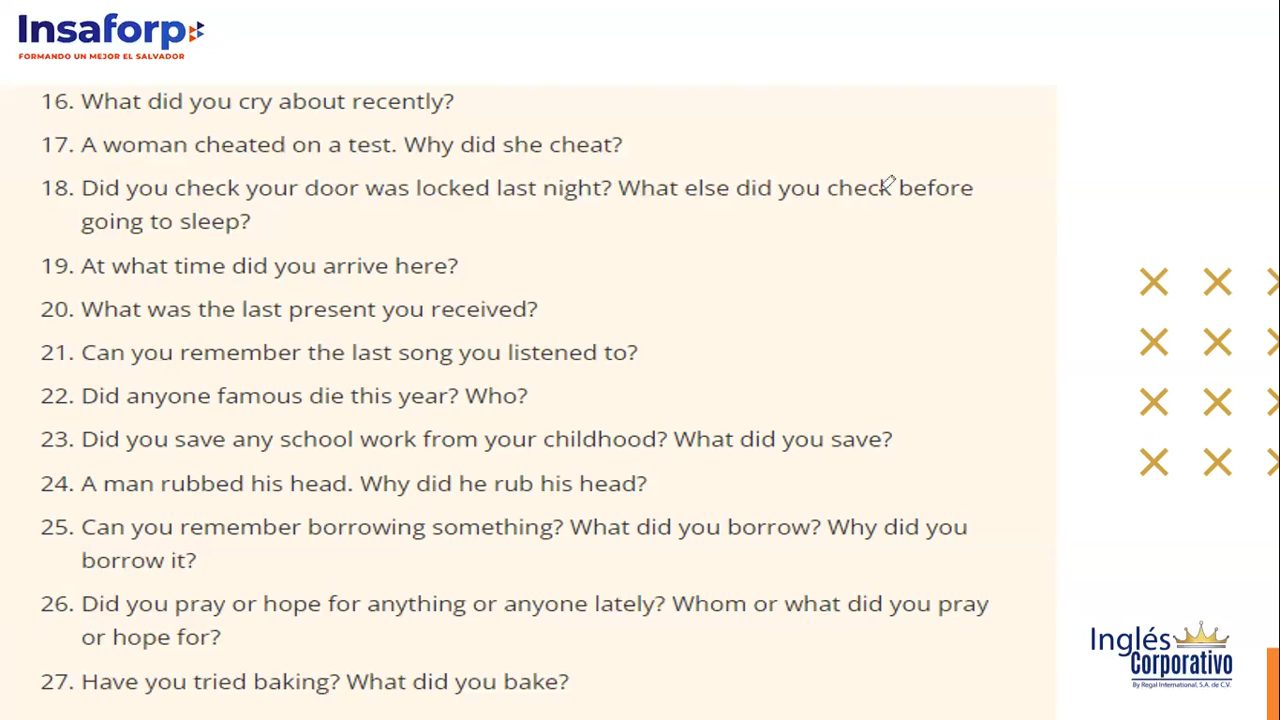 Insaforp
FORMANDO UN MEJOR EL SALVADOR
16. What did you cry about recently?
17. A woman cheated on a test. Why did she cheat?
18. Did you check your door was locked last night? What else did you check before
going to sleep?
19. At what time did you arrive here?
20. What was the last present you received?
21. Can you remember the last song you listened to?
22. Did anyone famous die this year? Who?
23. Did you save any school work from your childhood? What did you save?
24. A man rubbed his head. Why did he rub his head?
25. Can you remember borrowing something? What did you borrow? Why did you
borrow it?
26. Did you pray or hope for anything or anyone lately? Whom or what did you pray
or hope for?
27. Have you tried baking? What did you bake?
Inglés
Corporativo
By Regal International, S.A. de C.V.